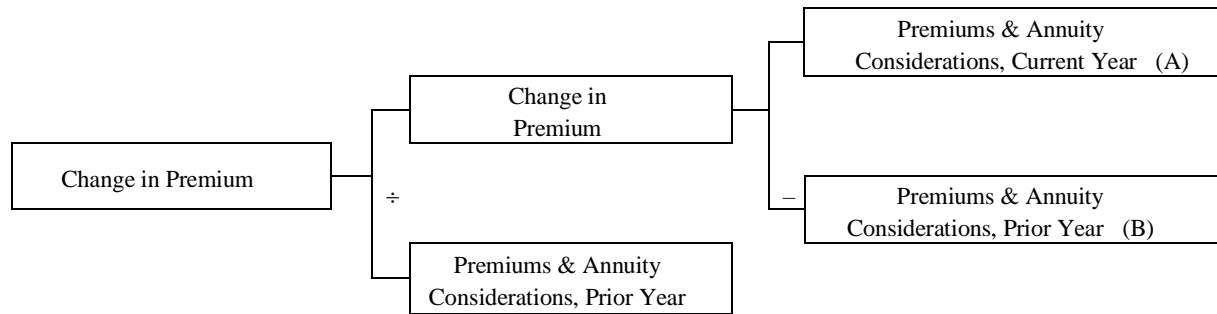 Premiums & Annuity
Considerations, Current Year (A)
Change in
Premium
Change in Premium
÷
–
Premiums & Annuity
Considerations, Prior Year (B)
Premiums & Annuity
Considerations, Prior Year